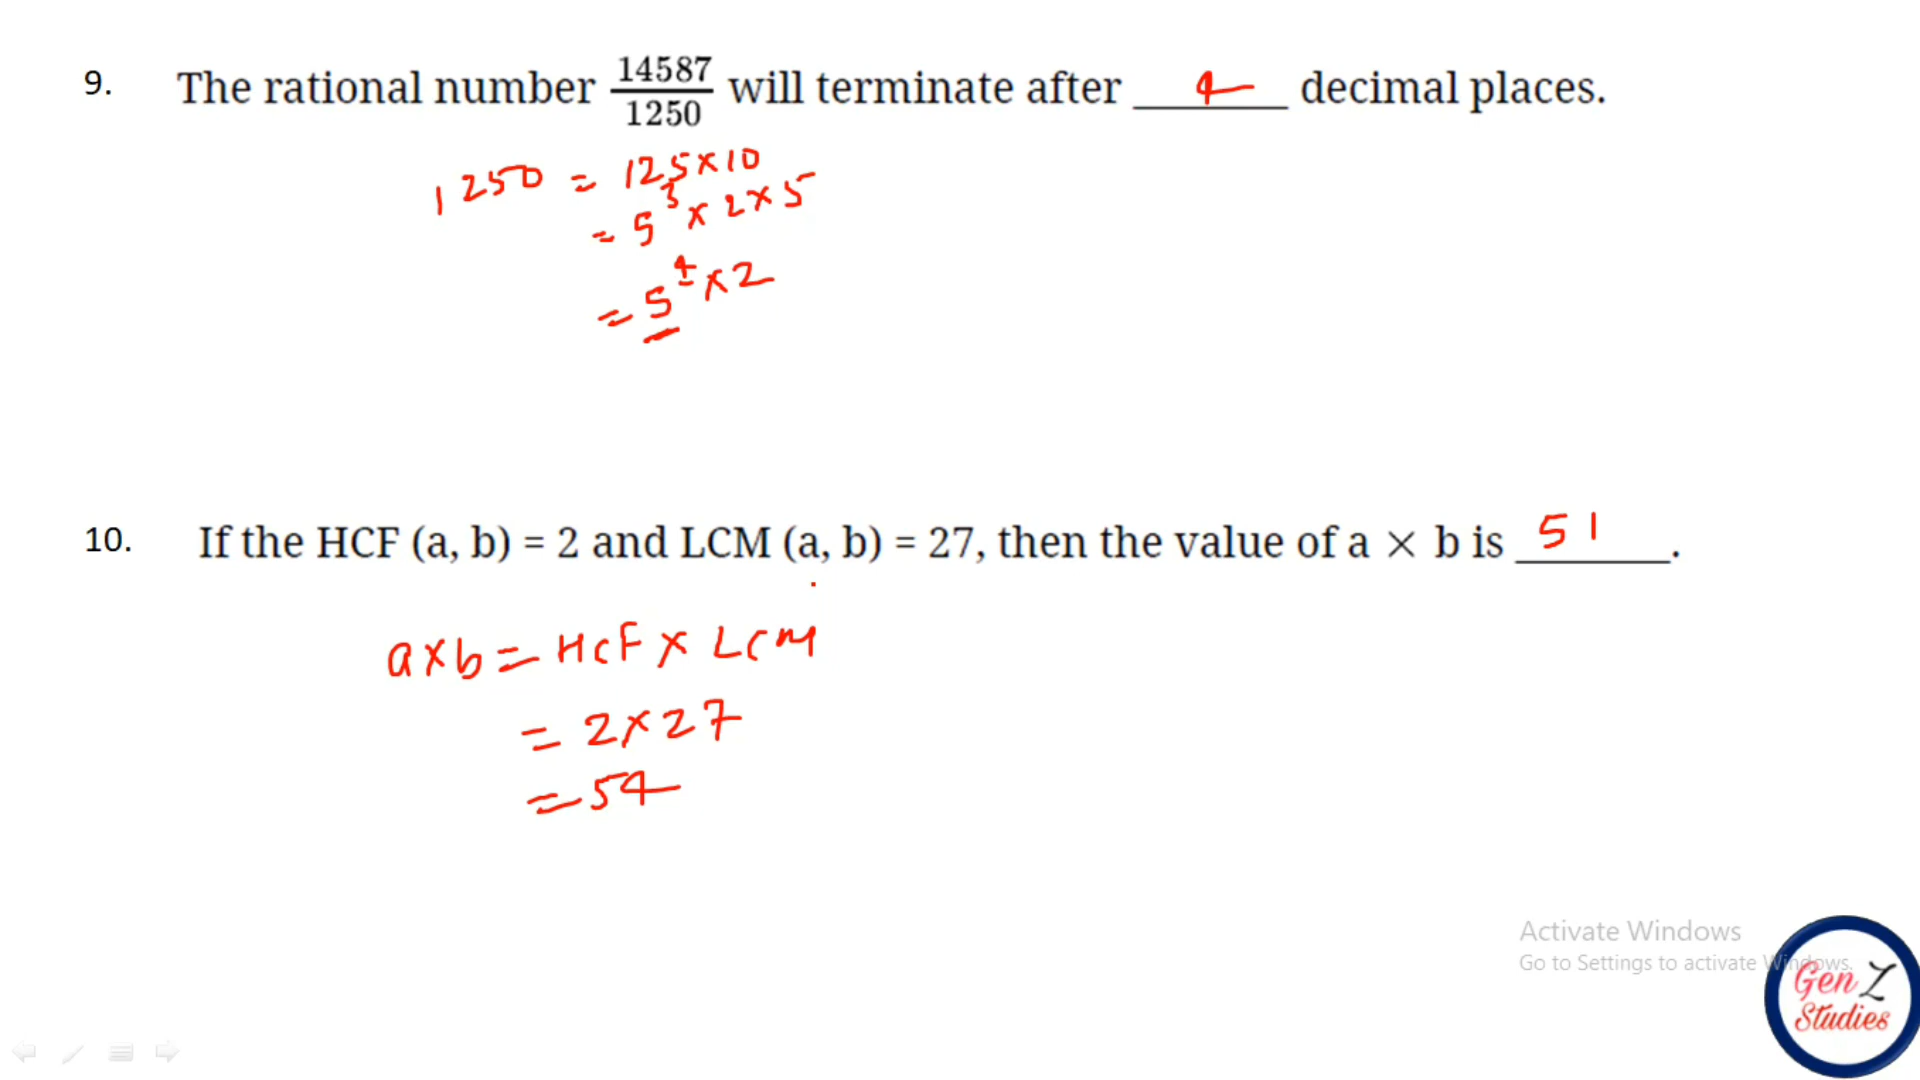 9. The rational number 14587/1250 will terminate after 4 decimal places.
1250 = 125×10
= 5³ × 2×5
= 5⁴ × 2
10. If the HCF (a, b) = 2 and LCM (a, b) = 27, then the value of a × b is 51.
a×b = HCF × LCM
= 2×27
= 54
Activate Windows
Go to Settings to activate Windows.
Gen Z
Studies